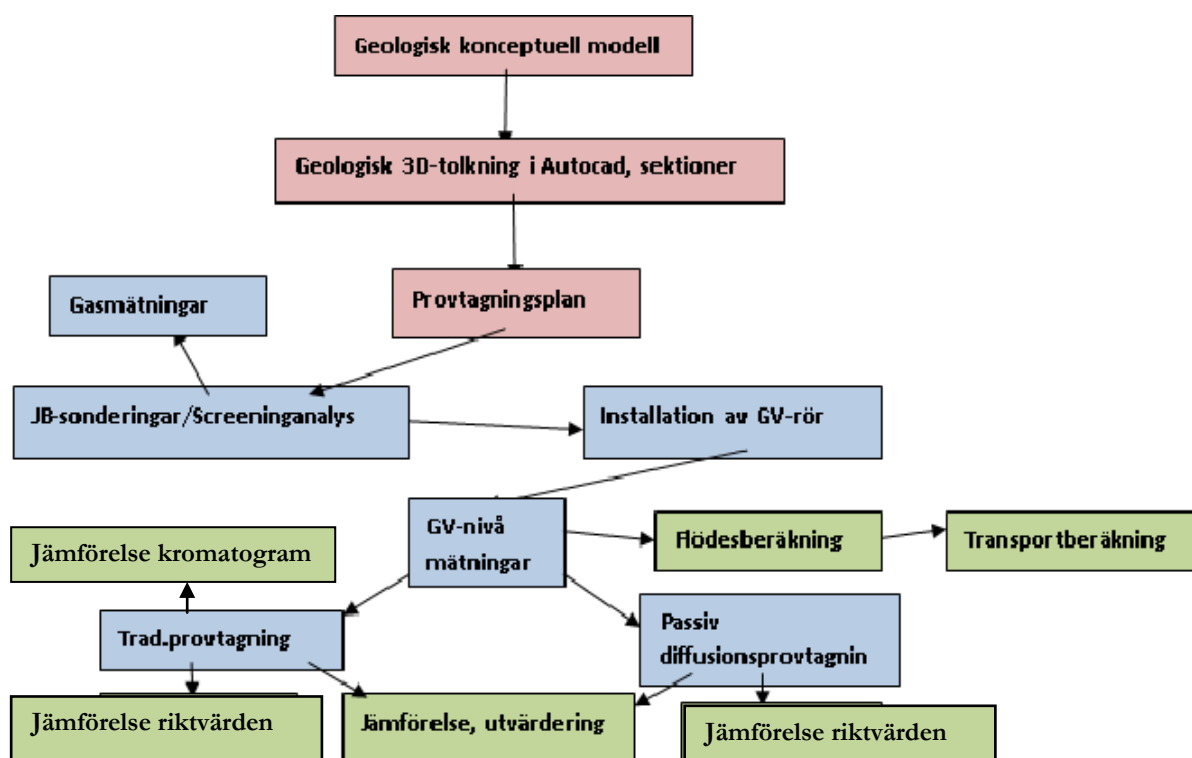 Geologisk konceptuell modell
Geologisk 3D-tolkning i Autocad, sektioner
Gasmätningar
Provtagningsplan
JB-sonderingar/Screeninganalys
Installation av GV-rör
GV-nivå
mätningar
Flödesberäkning
Transportberäkning
Jämförelse kromatogram
Trad.provtagning
Passiv
diffusionsprovtagnin
Jämförelse riktvärden
Jämförelse, utvärdering
Jämförelse riktvärden